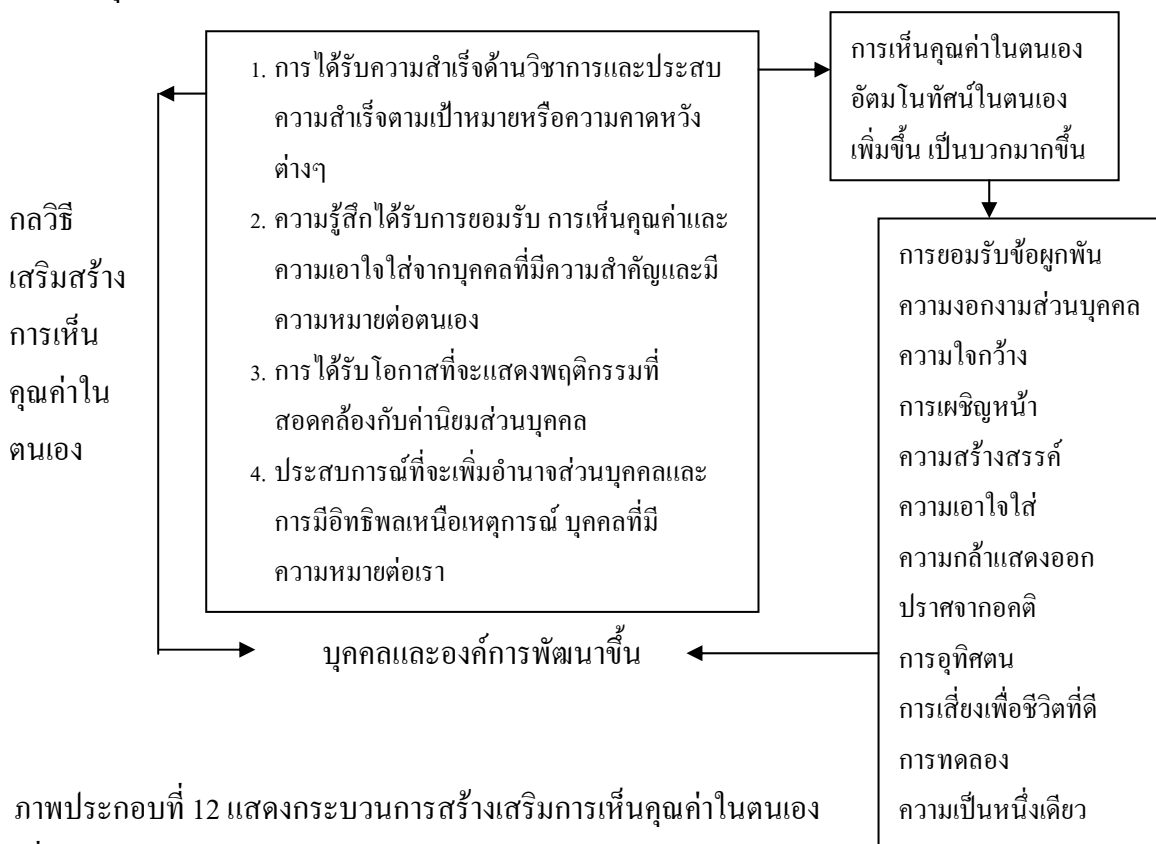 กลวิธี
เสริมสร้าง
การเห็น
คุณค่าใน
ตนเอง
1. การได้รับความสำเร็จด้านวิชาการและประสบ
ความสำเร็จตามเป้าหมายหรือความคาดหวัง
ต่างๆ
2. ความรู้สึกได้รับการยอมรับ การเห็นคุณค่าและ
ความเอาใจใส่จากบุคคลที่มีความสำคัญและมี
ความหมายต่อตนเอง
3. การได้รับโอกาสที่จะแสดงพฤติกรรมที่
สอดคล้องกับค่านิยมส่วนบุคคล
4. ประสบการณ์ที่จะเพิ่มอำนาจส่วนบุคคลและ
การมีอิทธิพลเหนือเหตุการณ์ บุคคลที่มี
ความหมายต่อเรา
การเห็นคุณค่าในตนเอง
อัตมโนทัศน์ในตนเอง
เพิ่มขึ้น เป็นบวกมากขึ้น
การยอมรับข้อผูกพัน
ความงอกงามส่วนบุคคล
ความใจกว้าง
การเผชิญหน้า
ความสร้างสรรค์
ความเอาใจใส่
ความกล้าแสดงออก
ปราศจากอคติ
การอุทิศตน
การเสี่ยงเพื่อชีวิตที่ดี
การทดลอง
ความเป็นหนึ่งเดียว
บุคคลและองค์การพัฒนาขึ้น
ภาพประกอบที่ 12 แสดงกระบวนการสร้างเสริมการเห็นคุณค่าในตนเอง